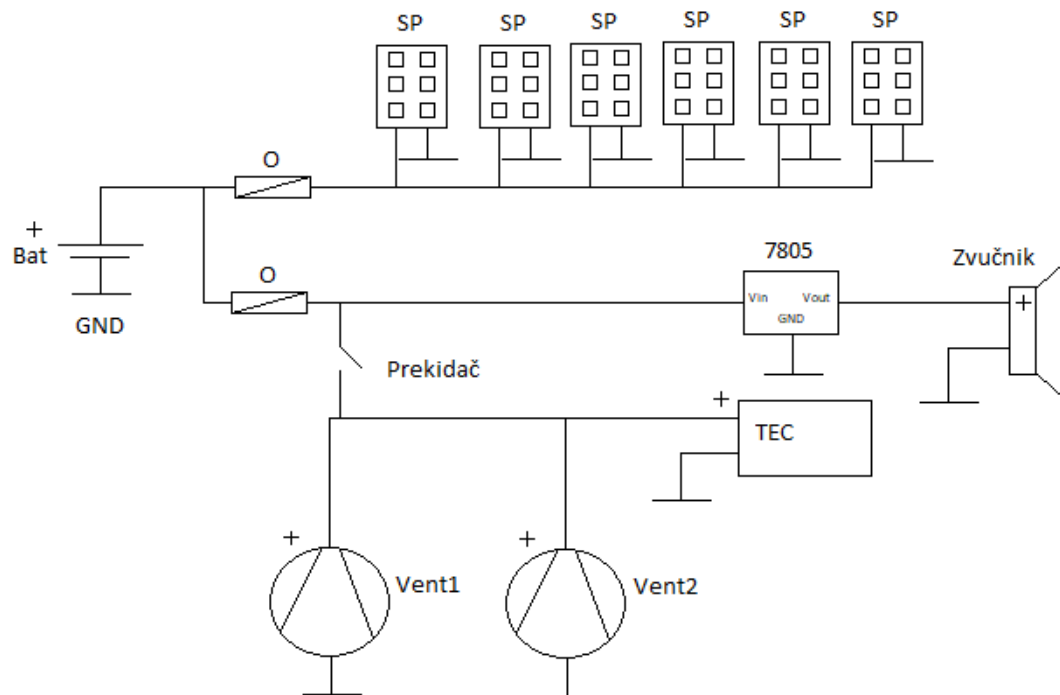 SP SP SP SP SP SP
O
+
Bat
GND
O
7805
Vin Vout
GND
Zvučnik
+
Prekidač
+
TEC
+
Vent1
+
Vent2